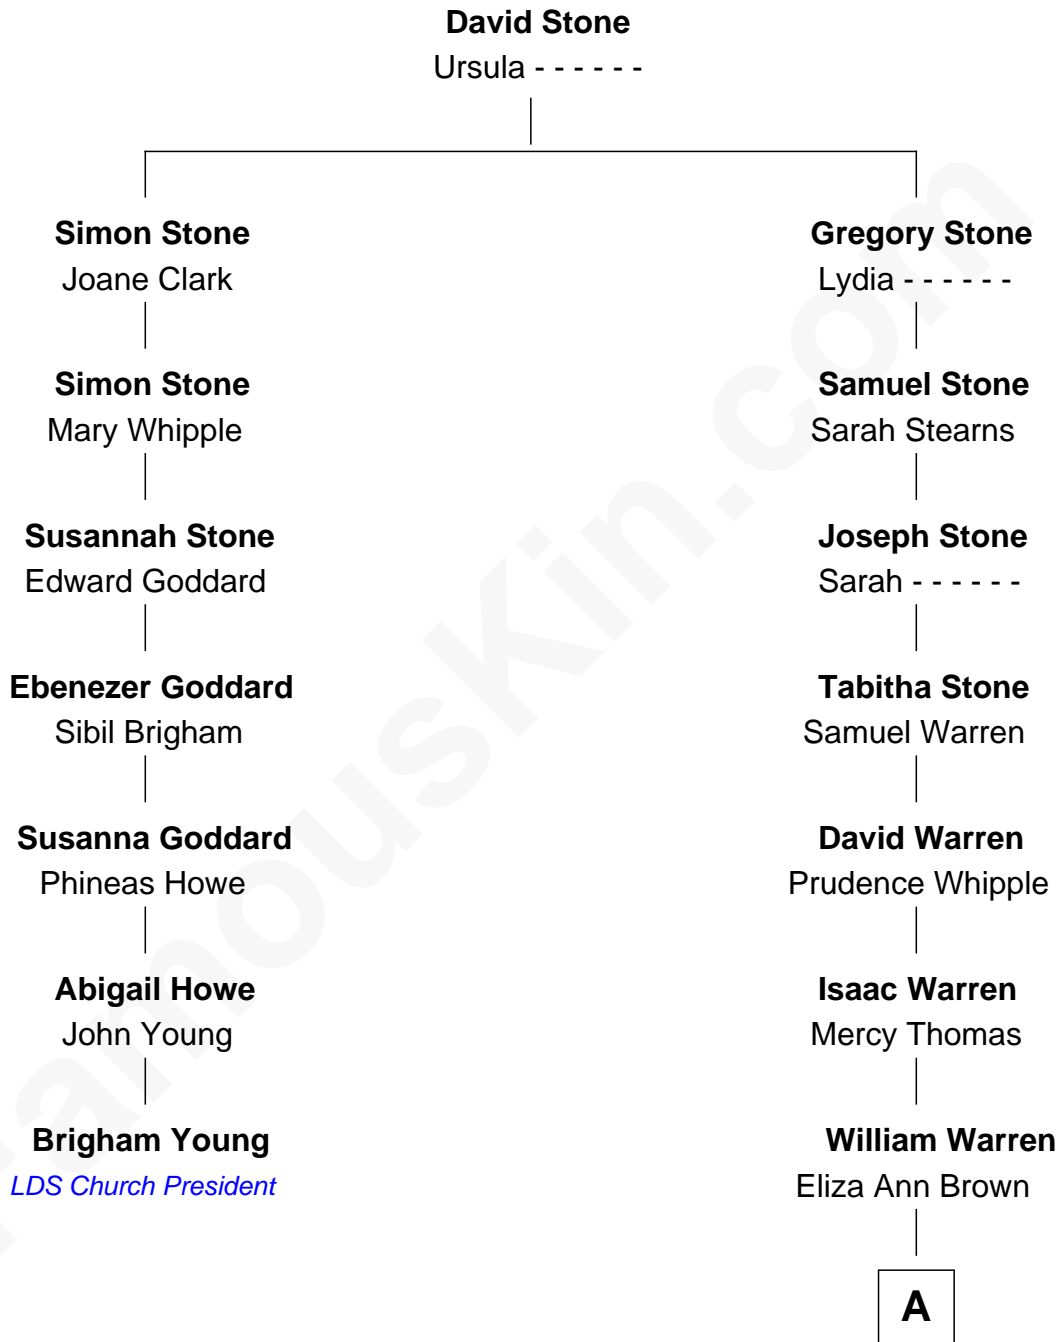 David Stone
Ursula - - - - - -
Simon Stone
Joane Clark
Gregory Stone
Lydia - - - - - -
Simon Stone
Mary Whipple
Samuel Stone
Sarah Stearns
Susannah Stone
Edward Goddard
Joseph Stone
Sarah - - - - - -
Ebenezer Goddard
Sibil Brigham
Tabitha Stone
Samuel Warren
Susanna Goddard
Phineas Howe
David Warren
Prudence Whipple
Abigail Howe
John Young
Isaac Warren
Mercy Thomas
Brigham Young
LDS Church President
William Warren
Eliza Ann Brown
A
FamousKin.com